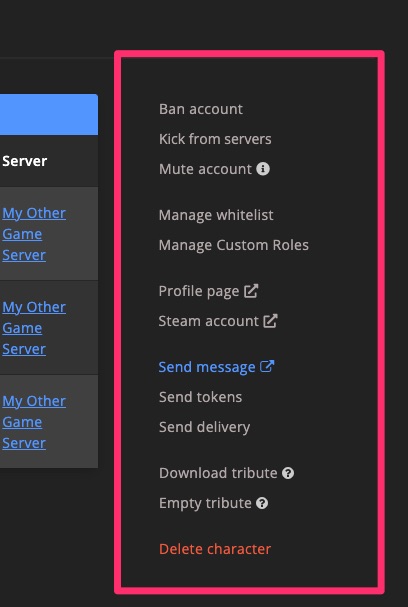 Server
My Other
Game
Server
My Other
Game
Server
My Other
Game
Server
Ban account
Kick from servers
Mute account
Manage whitelist
Manage Custom Roles
Profile page
Steam account
Send message
Send tokens
Send delivery
Download tribute
Empty tribute
Delete character